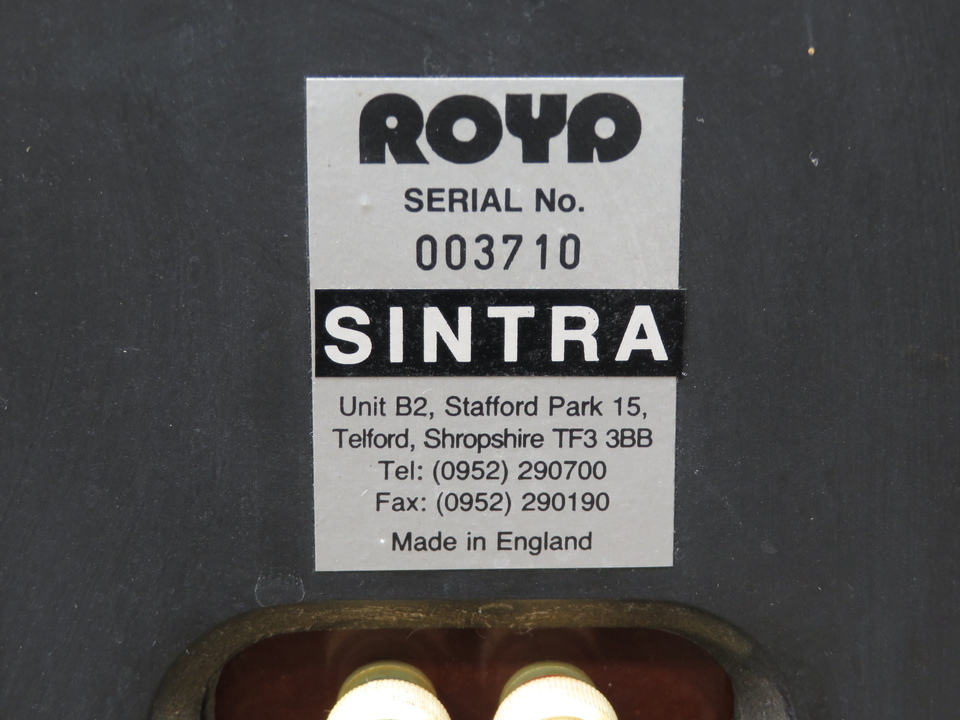 ROYD
SERIAL No.
003710
SINTRA
Unit B2, Stafford Park 15,
Telford, Shropshire TF3 3BB
Tel: (0952) 290700
Fax: (0952) 290190
Made in England